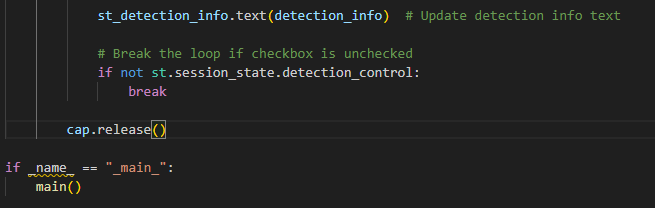 st_detection_info.text(detection_info)  # Update detection info text
# Break the loop if checkbox is unchecked
if not st.session_state.detection_control:
break
cap.release()
if _name_ == "_main_":
main()